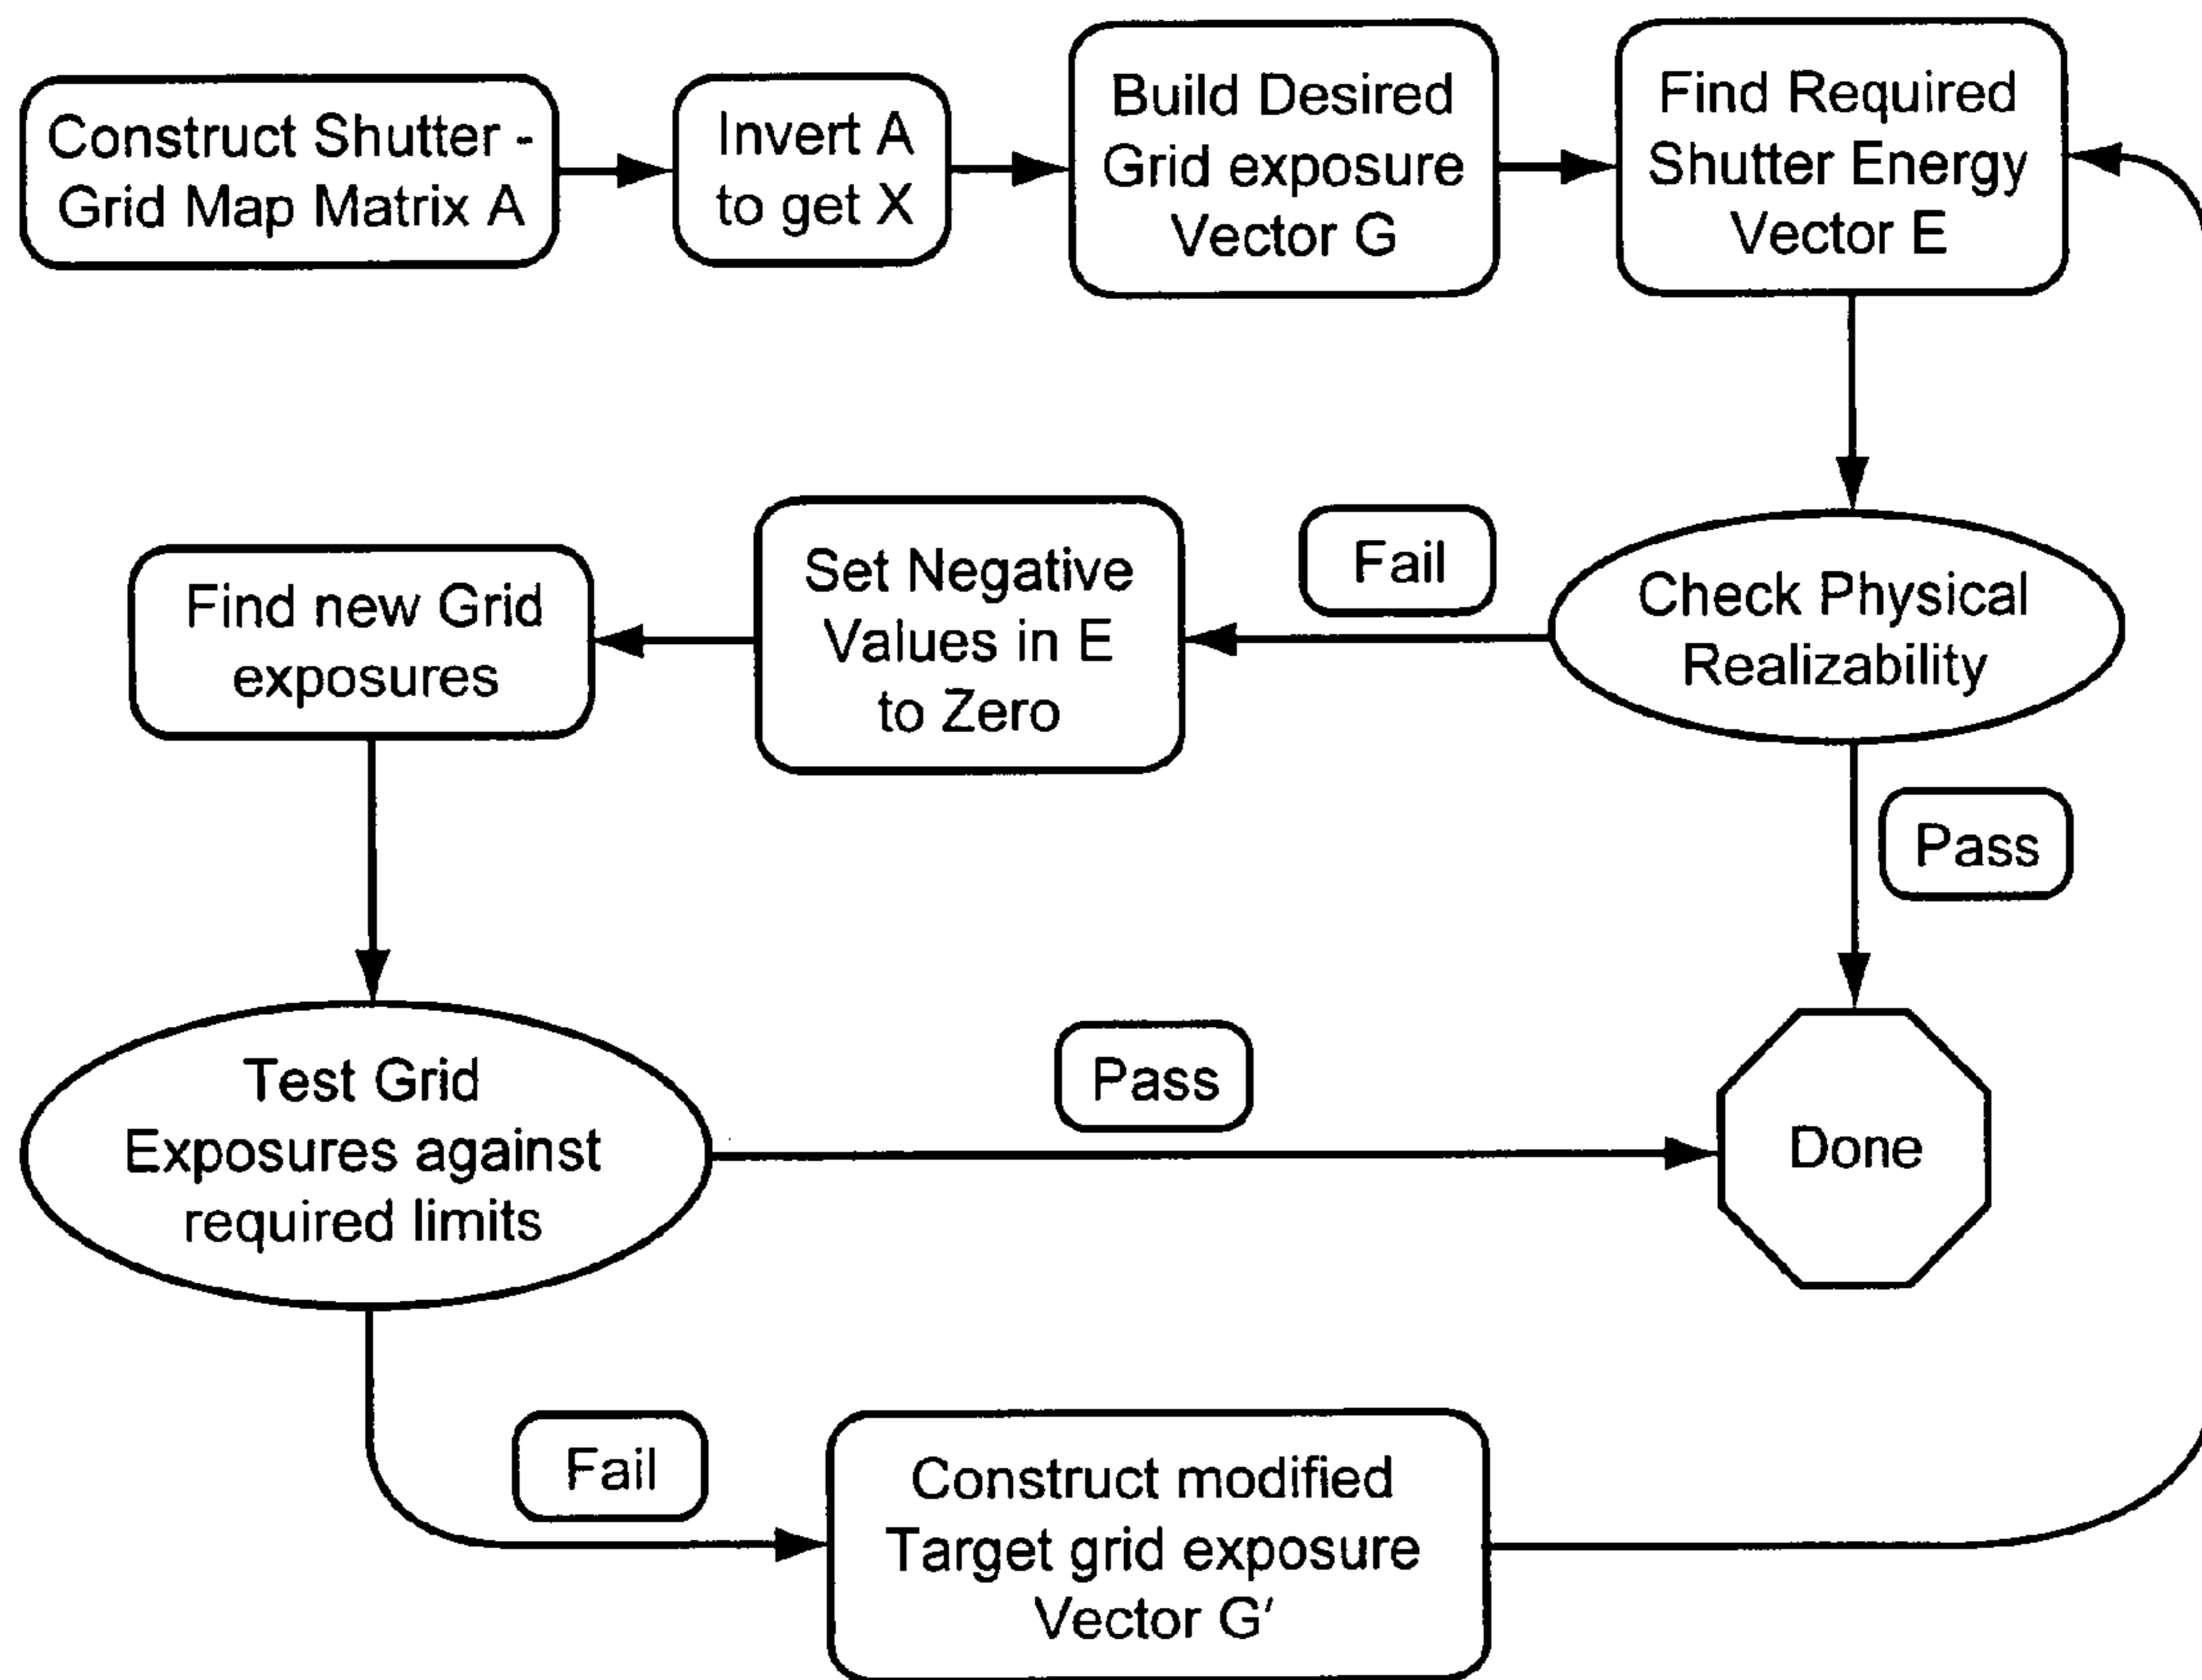 Construct Shutter -
Grid Map Matrix A
Invert A
to get X
Build Desired
Grid exposure
Vector G
Find Required
Shutter Energy
Vector E
Check Physical
Realizability
Fail
Set Negative
Values in E
to Zero
Find new Grid
exposures
Pass
Test Grid
Exposures against
required limits
Pass
Done
Fail
Construct modified
Target grid exposure
Vector G'